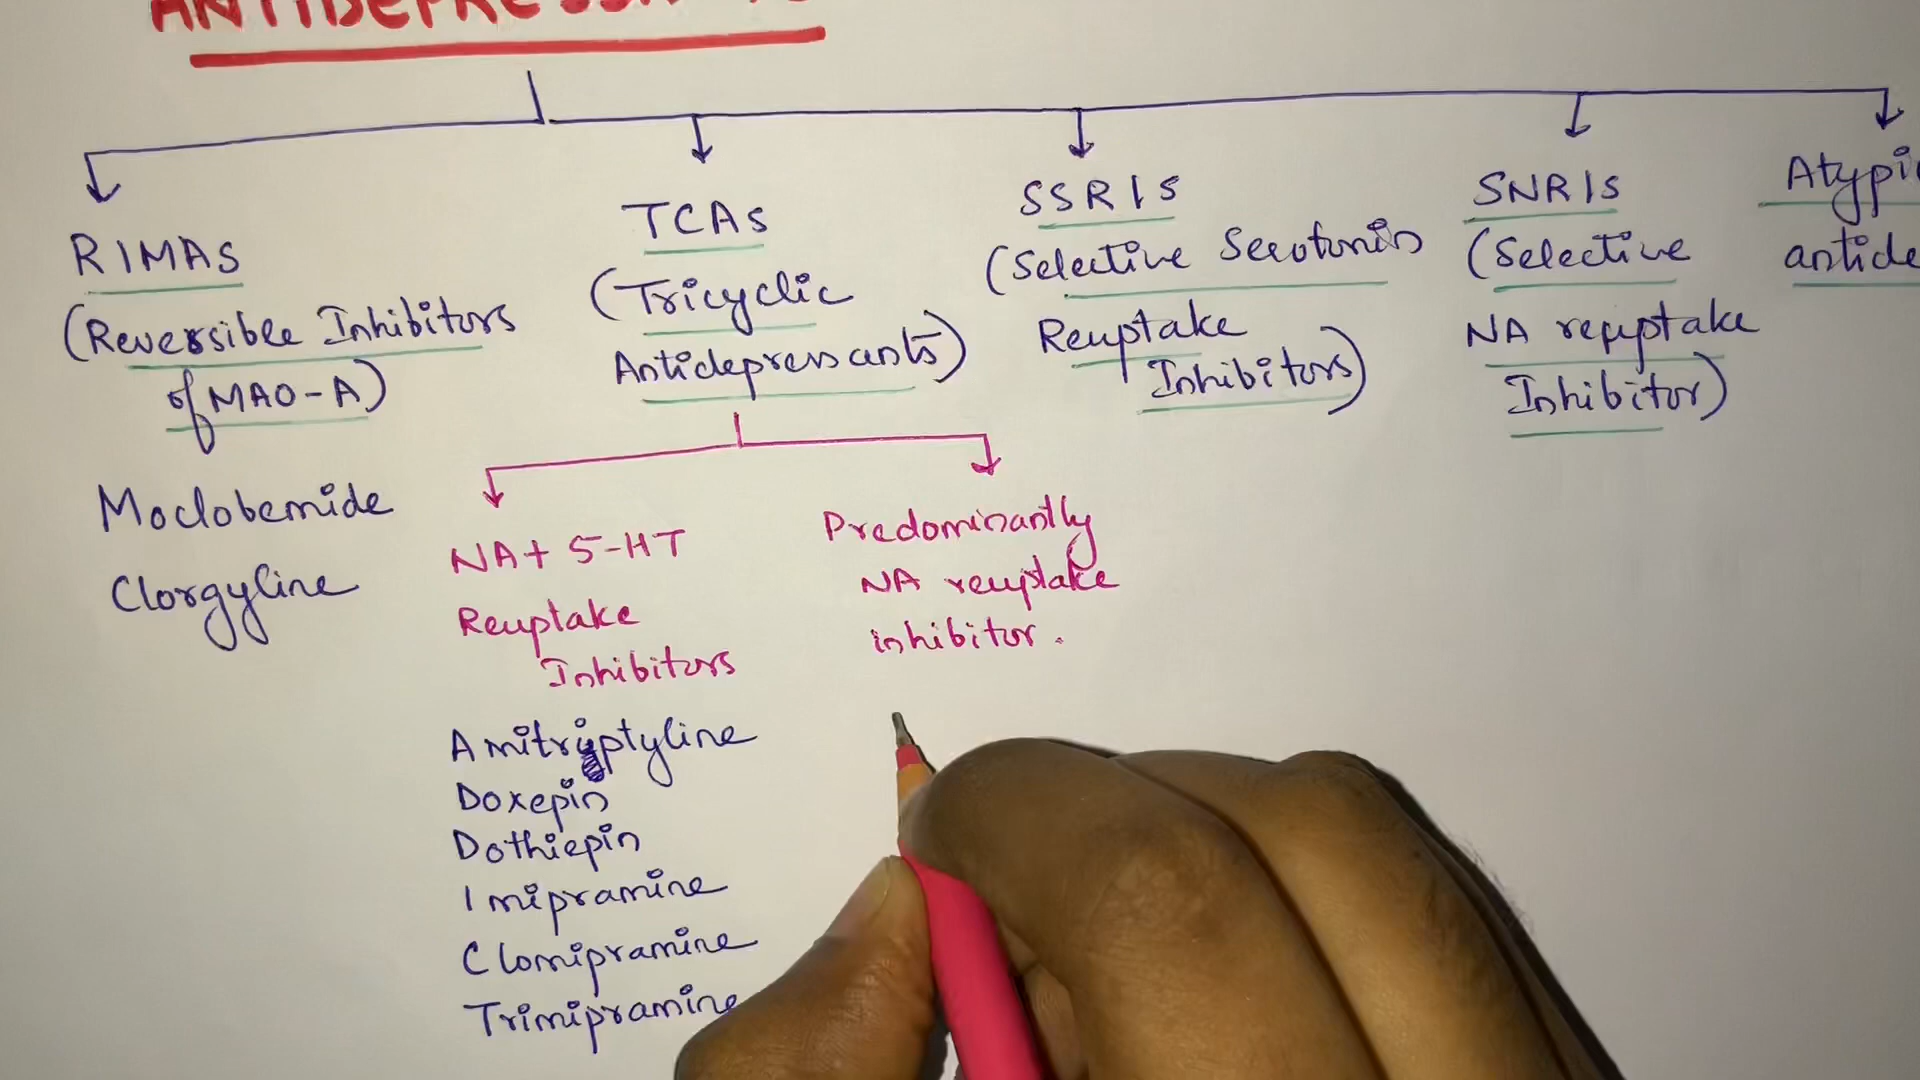 RIMAs
(Reversible Inhibitors
of MAO-A)
Moclobemide
Clorgyline
TCAs
(Tricyclic
Antidepressants)
NA+ 5-HT
Reuptake
Inhibitors
Amitriptyline
Doxepin
Dothiepin
Imipramine
Clomipramine
Trimipramine
Predominantly
NA reuptake
inhibitor.
SSRIs
(Selective Serotonin
Reuptake
Inhibitors)
SNRIs
(Selective
NA reuptake
Inhibitor)